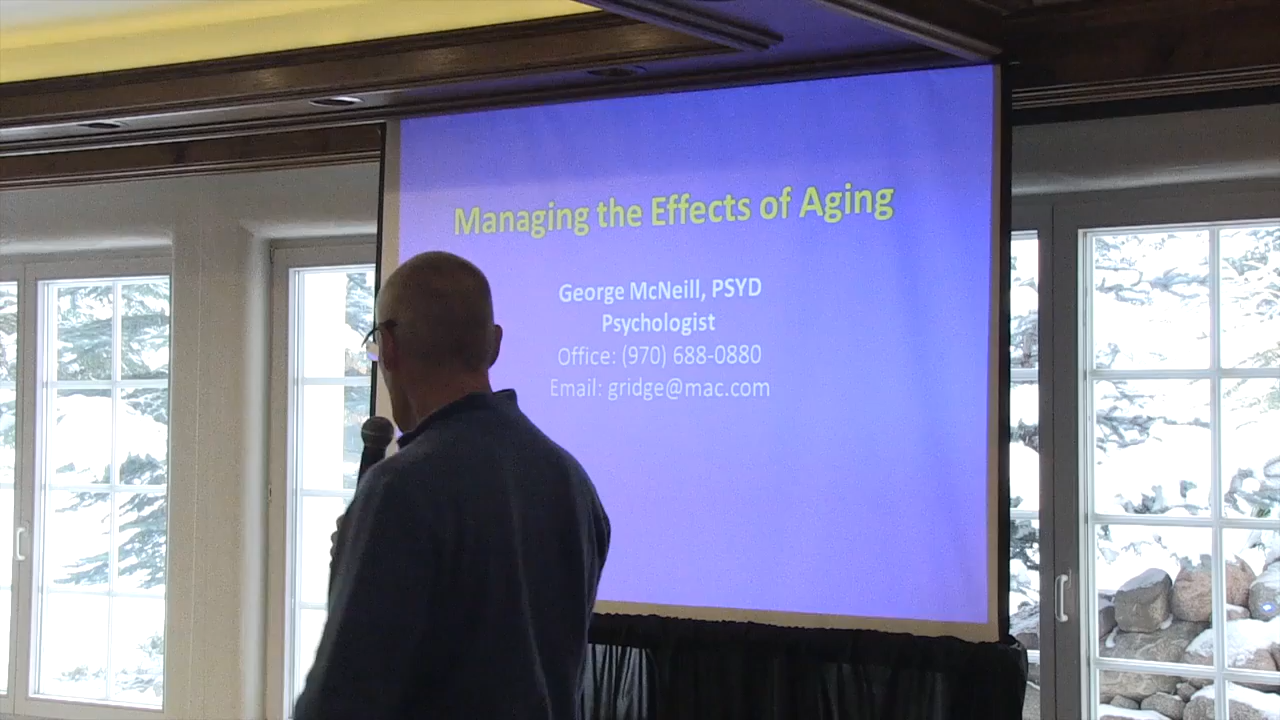 Managing the Effects of Aging
George McNeill, PSYD
Psychologist
Office: (970) 688-0880
Email: gridge@mac.com